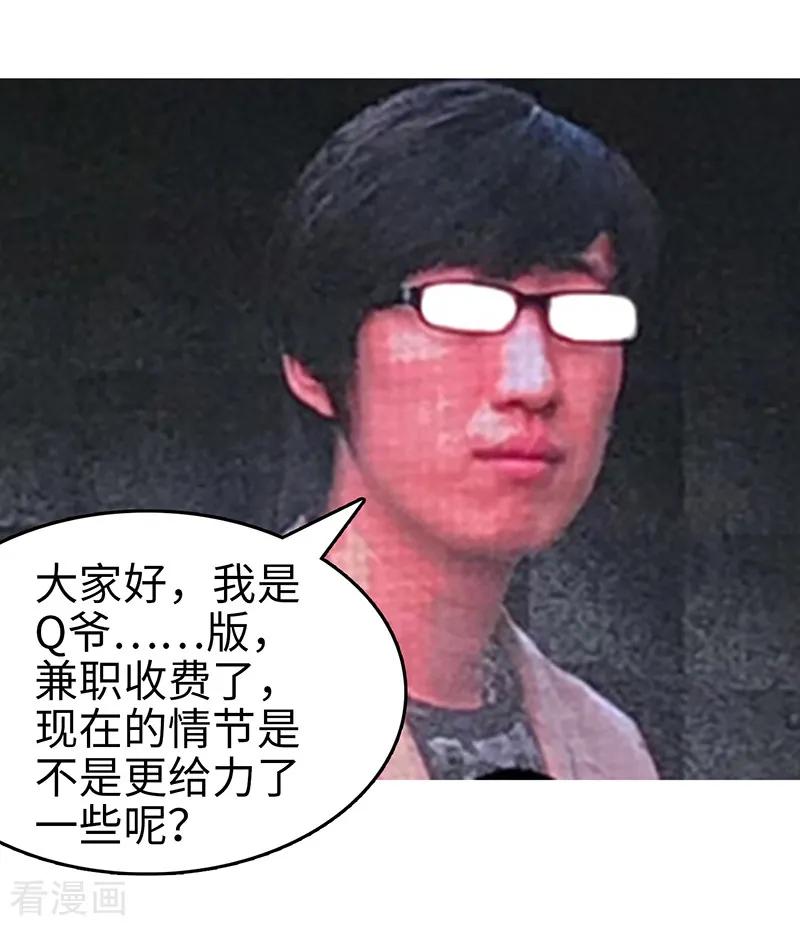 大家好，我是
Q爷……版，
兼职收费了，
现在的情节是
不是更给力了
一些呢？
看漫画